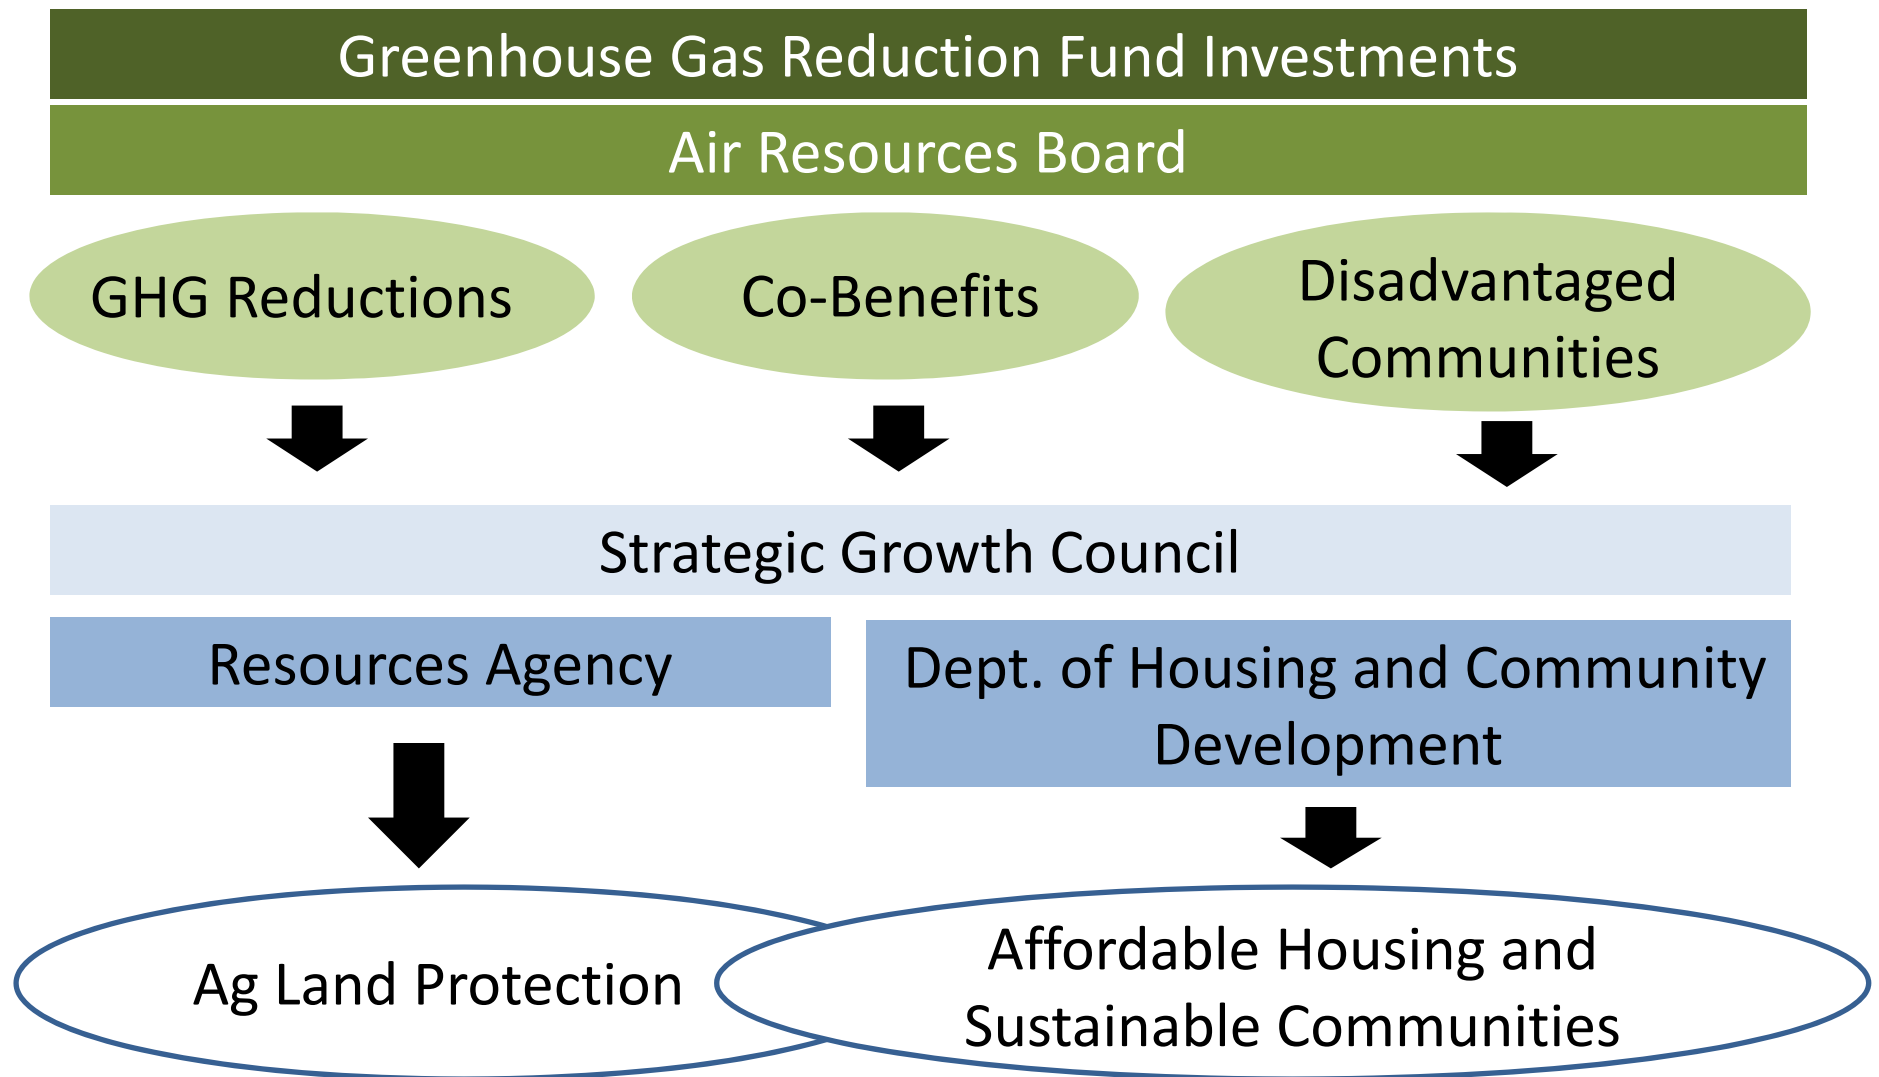 Greenhouse Gas Reduction Fund Investments
Air Resources Board
GHG Reductions
Co-Benefits
Disadvantaged
Communities
Strategic Growth Council
Resources Agency
Dept. of Housing and Community
Development
Ag Land Protection
Affordable Housing and
Sustainable Communities